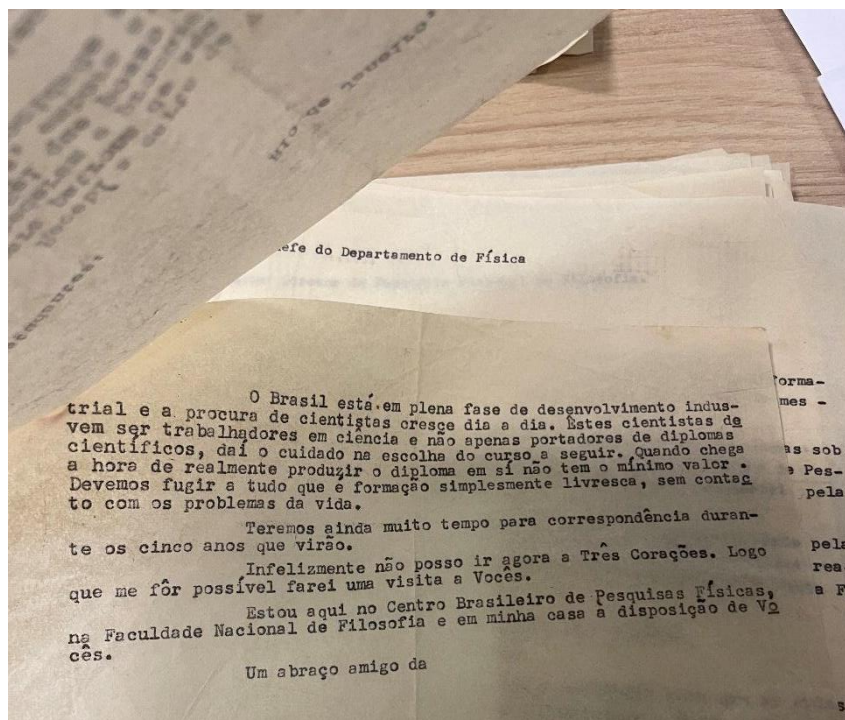 de
Departamento de Física
O Brasil está em plena fase de desenvolvimento indus-
trial e a procura de cientistas cresce dia a dia. Êstes cientistas de
vem ser trabalhadores em ciência e não apenas portadores de diplomas
científicos, daí o cuidado na escolha do curso a seguir. Quando chega
a hora de realmente produzir o diploma em sí não tem o mínimo valor .
Devemos fugir a tudo que é formação simplesmente livresca, sem contac
to com os problemas da vida.
Teremos ainda muito tempo para correspondência duran-
te os cinco anos que virão.
Infelizmente não posso ir agora a Três Corações. Logo
que me fôr possível farei uma visita a Vocês.
Estou aqui no Centro Brasileiro de Pesquisas Físicas,
na Faculdade Nacional de Filosofia e em minha casa à disposição de Vo
cês.
Um abraço amigo da
forma-
mes -
as sob
e Pes-
pela
pela
rea-
a F